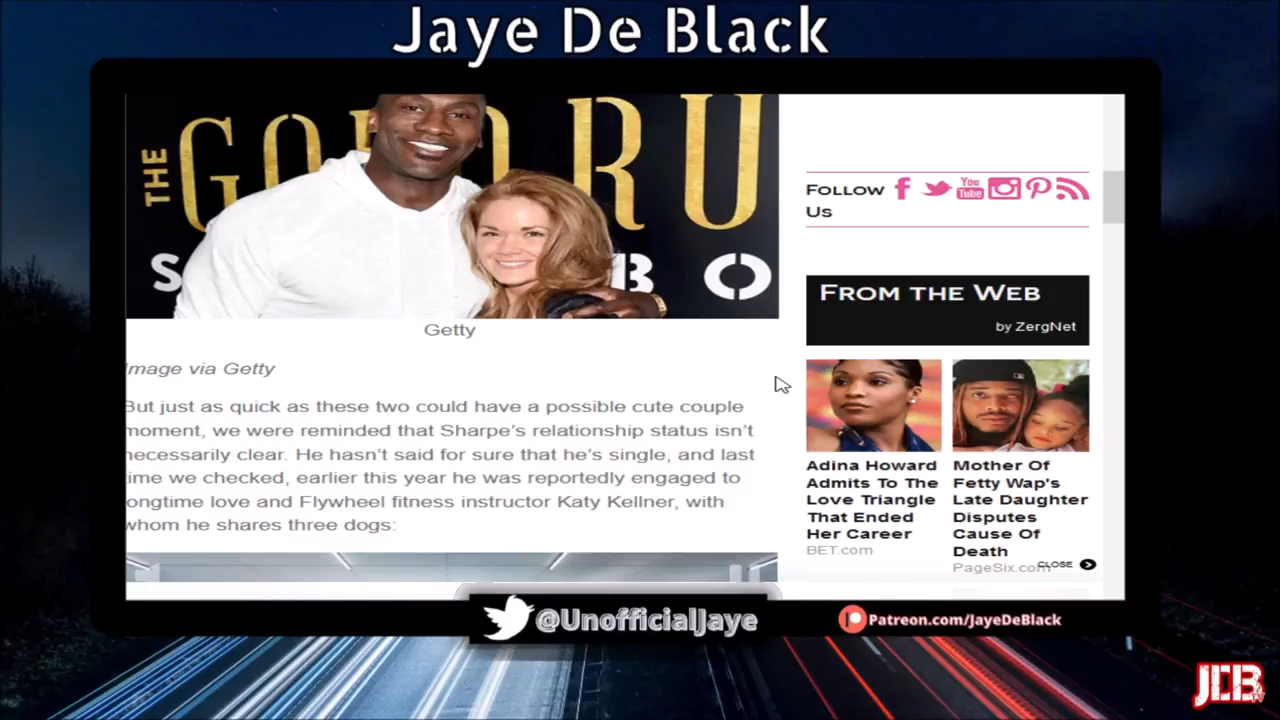 Jaye De Black
THE
GO
RU
S
B O
Getty
Image via Getty
But just as quick as these two could have a possible cute couple
moment, we were reminded that Sharpe's relationship status isn't
necessarily clear. He hasn't said for sure that he's single, and last
time we checked, earlier this year he was reportedly engaged to
longtime love and Flywheel fitness instructor Katy Kellner, with
whom he shares three dogs:
Follow
Us
You
Tube
From the Web
by ZergNet
Adina Howard
Admits To The
Love Triangle
That Ended
Her Career
BET.com
Mother Of
Fetty Wap's
Late Daughter
Disputes
Cause Of
Death
PageSix.com
CLOSE
@UnofficialJaye
Patreon.com/JayeDeBlack
JDB
TV